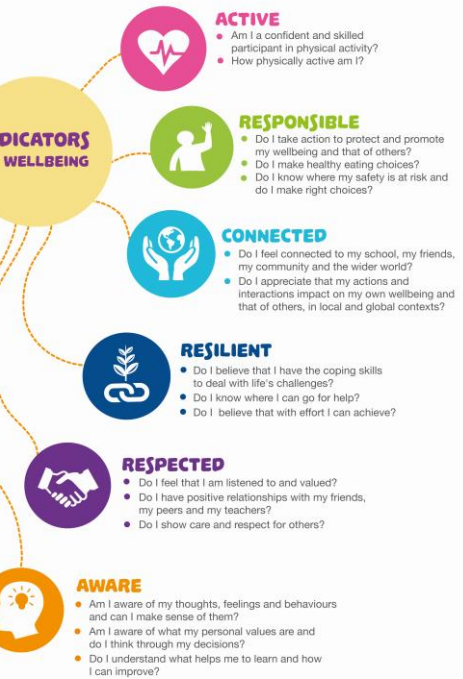 ACTIVE
Am I a confident and skilled
participant in physical activity?
How physically active am I?
DICATORS
WELLBEING
RESPONSIBLE
Do I take action to protect and promote
my wellbeing and that of others?
Do I make healthy eating choices?
Do I know where my safety is at risk and
do I make right choices?
CONNECTED
Do I feel connected to my school, my friends,
my community and the wider world?
Do I appreciate that my actions and
interactions impact on my own wellbeing and
that of others, in local and global contexts?
RESILIENT
Do I believe that I have the coping skills
to deal with life's challenges?
Do I know where I can go for help?
Do I believe that with effort I can achieve?
RESPECTED
Do I feel that I am listened to and valued?
Do I have positive relationships with my friends,
my peers and my teachers?
Do I show care and respect for others?
AWARE
Am I aware of my thoughts, feelings and behaviours
and can I make sense of them?
Am I aware of what my personal values are and
do I think through my decisions?
Do I understand what helps me to learn and how
I can improve?